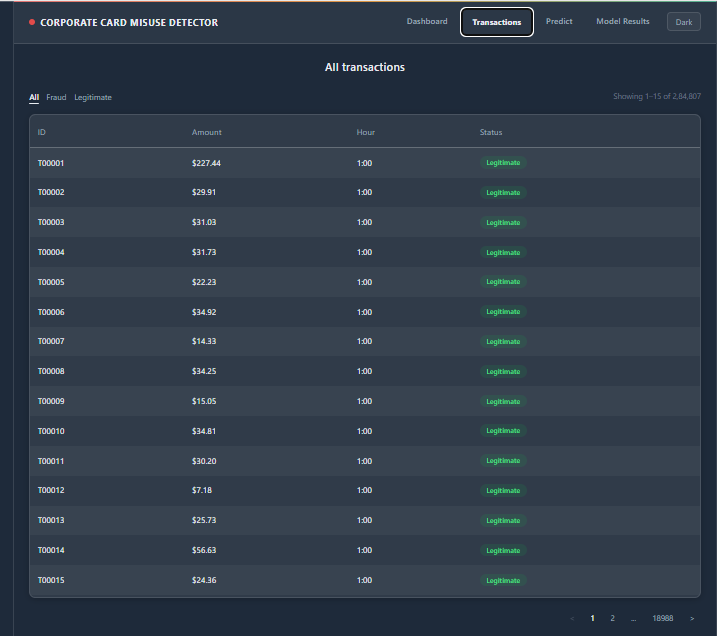 CORPORATE CARD MISUSE DETECTOR Dashboard Transactions Predict Model Results Dark
All transactions
All Fraud Legitimate Showing 1–15 of 2,84,807
ID Amount Hour Status
T00001 $227.44 1:00 Legitimate
T00002 $29.91 1:00 Legitimate
T00003 $31.03 1:00 Legitimate
T00004 $31.73 1:00 Legitimate
T00005 $22.23 1:00 Legitimate
T00006 $34.92 1:00 Legitimate
T00007 $14.33 1:00 Legitimate
T00008 $34.25 1:00 Legitimate
T00009 $15.05 1:00 Legitimate
T00010 $34.81 1:00 Legitimate
T00011 $30.20 1:00 Legitimate
T00012 $7.18 1:00 Legitimate
T00013 $25.73 1:00 Legitimate
T00014 $56.63 1:00 Legitimate
T00015 $24.36 1:00 Legitimate
< 1 2 ... 18988 >